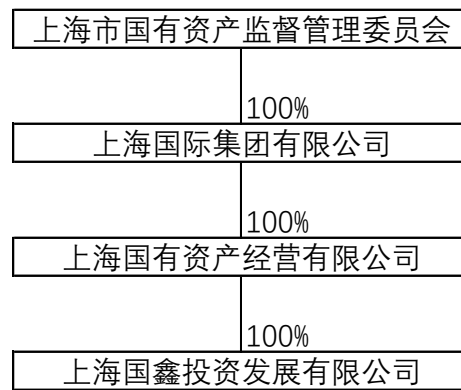 上海市国有资产监督管理委员会
100%
上海国际集团有限公司
100%
上海国有资产经营有限公司
100%
上海国鑫投资发展有限公司